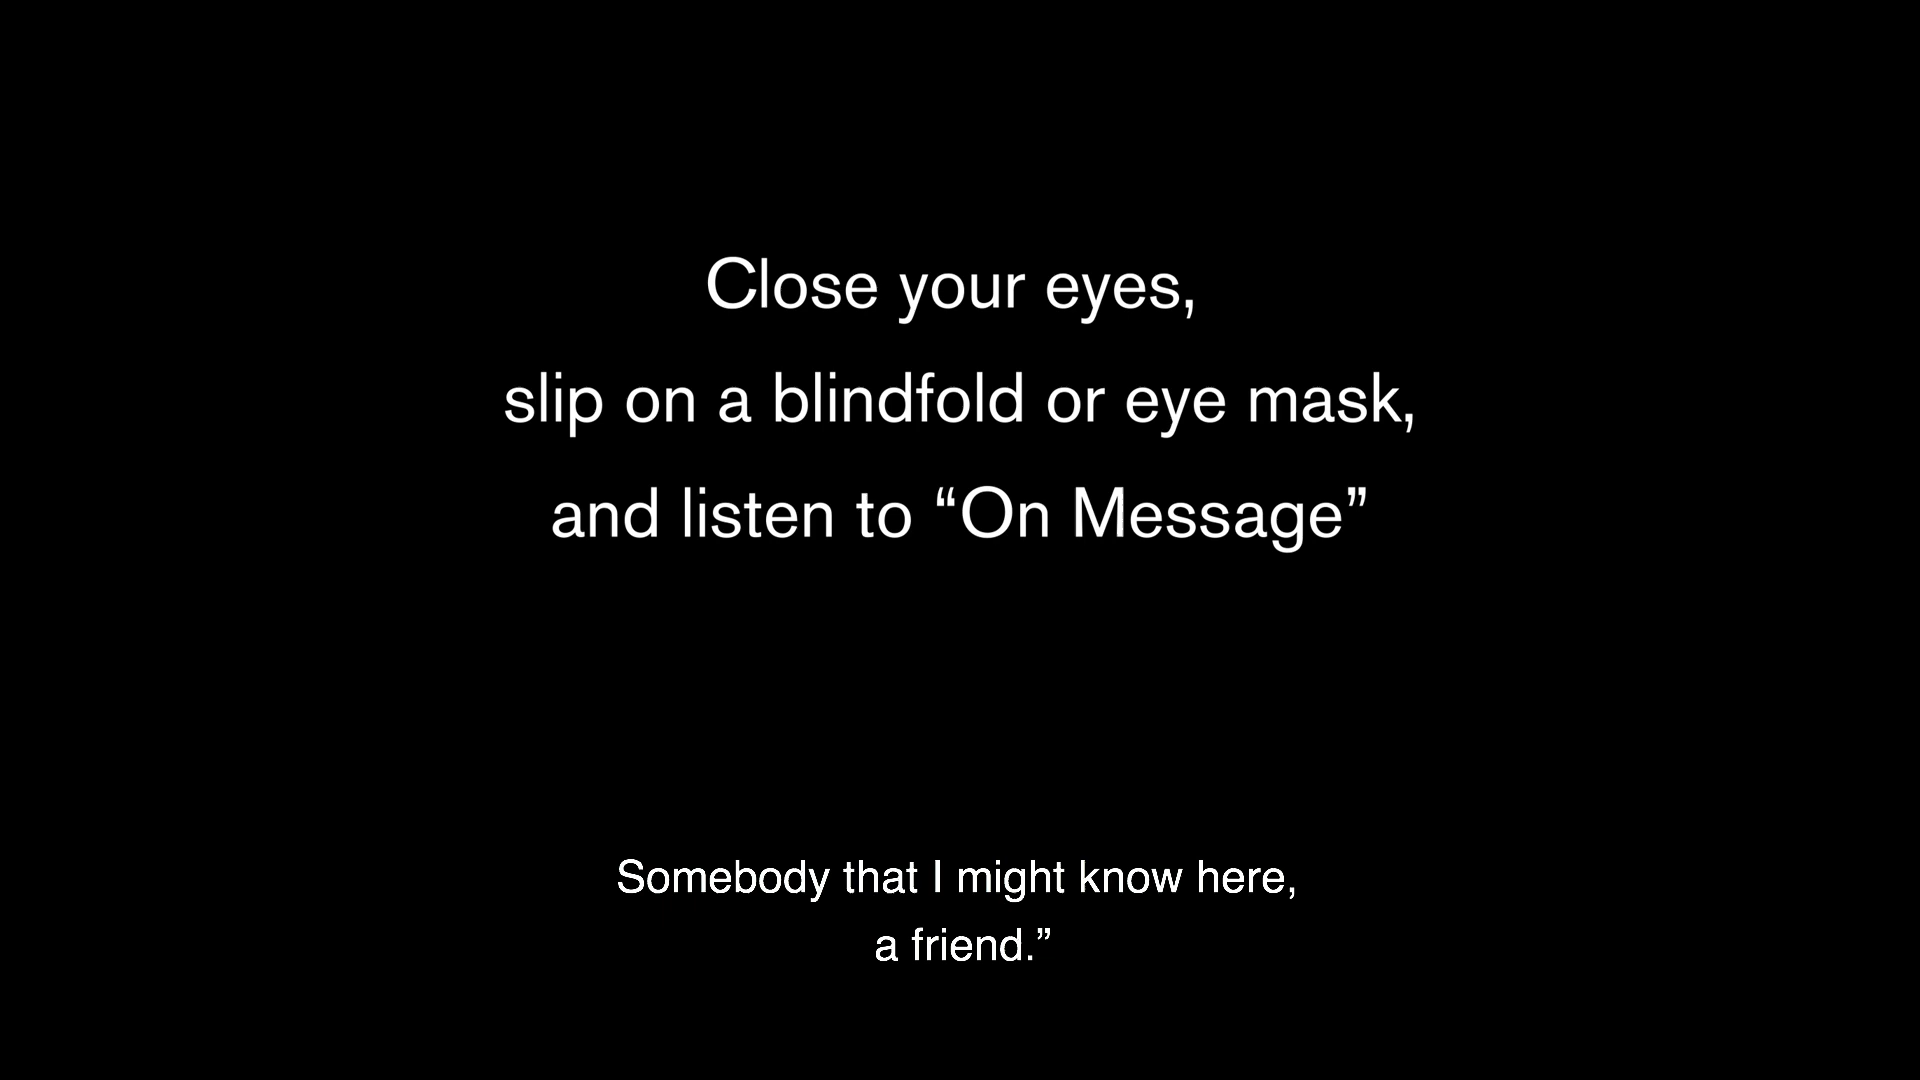 Close your eyes,
slip on a blindfold or eye mask,
and listen to “On Message”
Somebody that I might know here,
a friend.”